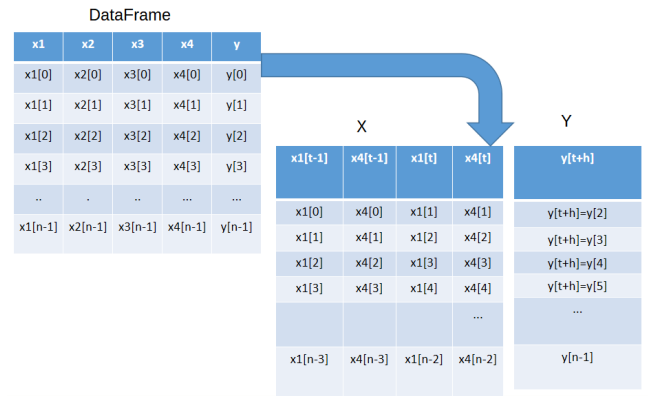 DataFrame
x1 x2 x3 x4 y
x1[0] x2[0] x3[0] x4[0] y[0]
x1[1] x2[1] x3[1] x4[1] y[1]
x1[2] x2[2] x3[2] x4[2] y[2]
x1[3] x2[3] x3[3] x4[3] y[3]
.. . .. ... ...
x1[n-1] x2[n-1] x3[n-1] x4[n-1] y[n-1]
X Y
x1[t-1] x4[t-1] x1[t] x4[t] y[t+h]
x1[0] x4[0] x1[1] x4[1] y[t+h]=y[2]
x1[1] x4[1] x1[2] x4[2] y[t+h]=y[3]
x1[2] x4[2] x1[3] x4[3] y[t+h]=y[4]
x1[3] x4[3] x1[4] x4[4] y[t+h]=y[5]
... ...
x1[n-3] x4[n-3] x1[n-2] x4[n-2] y[n-1]